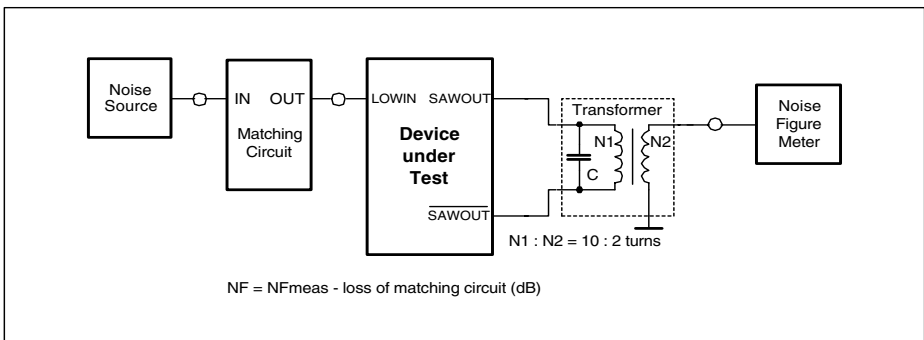 Noise
Source
IN OUT
Matching
Circuit
LOWIN SAWOUT
Device
under
Test
SAWOUT
Transformer
N1 N2
C
N1 : N2 = 10 : 2 turns
Noise
Figure
Meter
NF = NFmeas - loss of matching circuit (dB)